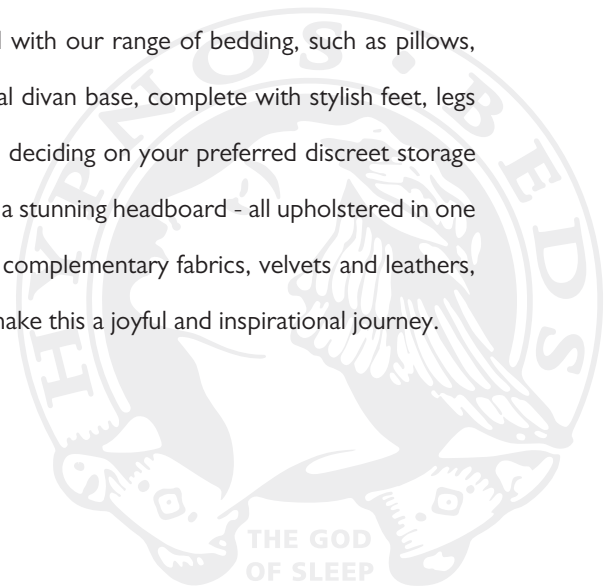 with our range of bedding, such as pillows,
divan base, complete with stylish feet, legs
deciding on your preferred discreet storage
a stunning headboard - all upholstered in one
complementary fabrics, velvets and leathers,
make this a joyful and inspirational journey.
HYPNOS • BEDS
THE GOD
OF SLEEP